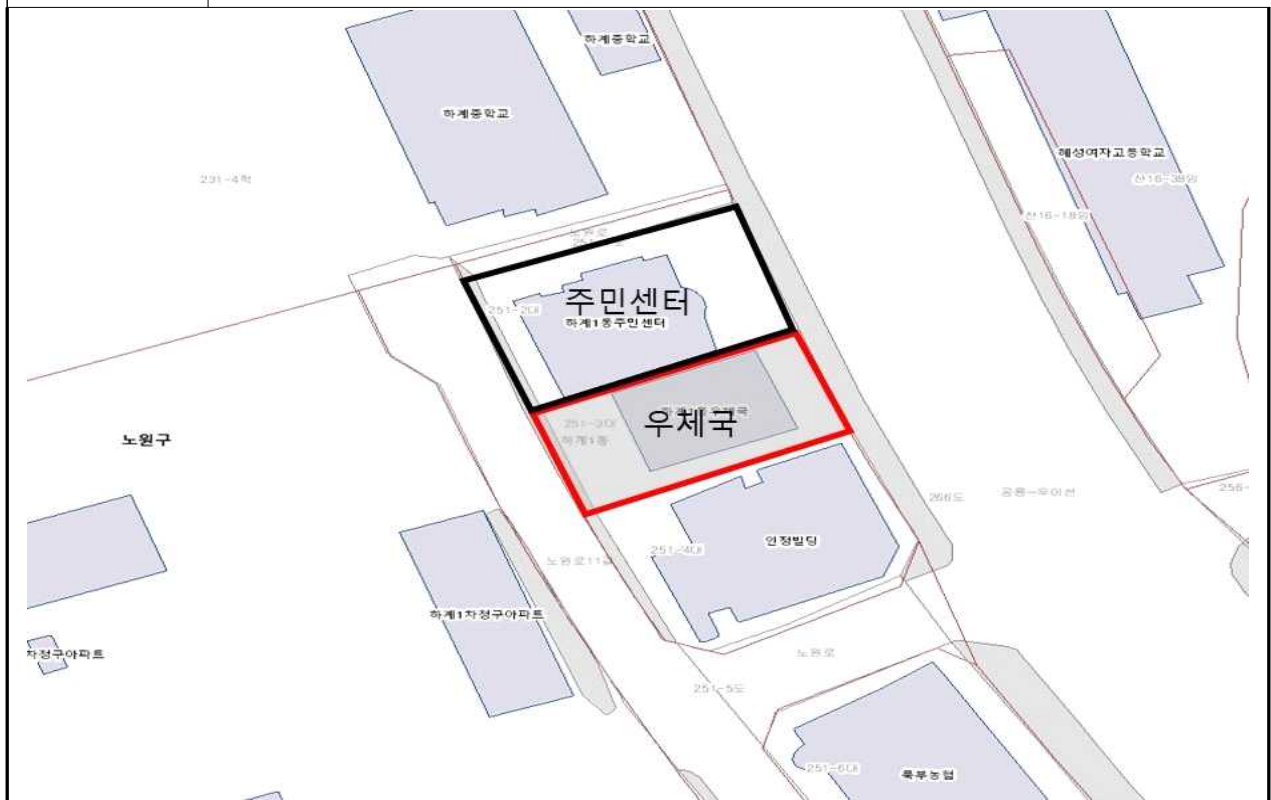 하계중학교
하계중학교
혜성여자고등학교
231-4학
산16-38임
산16-18임
노원로
251-2대
주민센터
하계1동주민센터
251-3대
하계1동
우체국
노원구
266도
공릉-우이선
256-
인정빌딩
251-4대
노원로11길
하계1차청구아파트
차청구아파트
노원로
251-5도
251-6대
북부농협